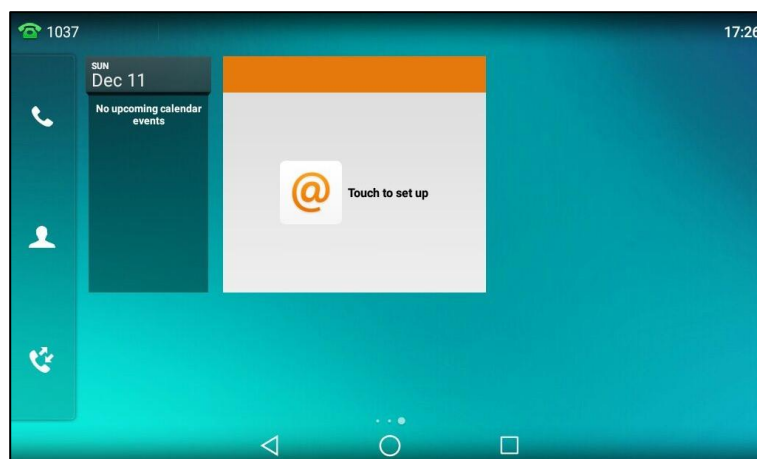 1037
17:26
SUN
Dec 11
No upcoming calendar
events
@
Touch to set up